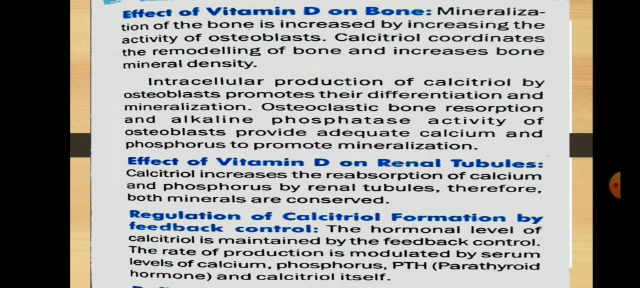 Effect of Vitamin D on Bone: Mineraliza-
tion of the bone is increased by increasing the
activity of osteoblasts. Calcitriol coordinates
the remodelling of bone and increases bone
mineral density.
Intracellular production of calcitriol by
osteoblasts promotes their differentiation and
mineralization. Osteoclastic bone resorption
and alkaline phosphatase activity of
osteoblasts provide adequate calcium and
phosphorus to promote mineralization.
Effect of Vitamin D on Renal Tubules:
Calcitriol increases the reabsorption of calcium
and phosphorus by renal tubules, therefore,
both minerals are conserved.
Regulation of Calcitriol Formation by
feedback control: The hormonal level of
calcitriol is maintained by the feedback control.
The rate of production is modulated by serum
levels of calcium, phosphorus, PTH (Parathyroid
hormone) and calcitriol itself.